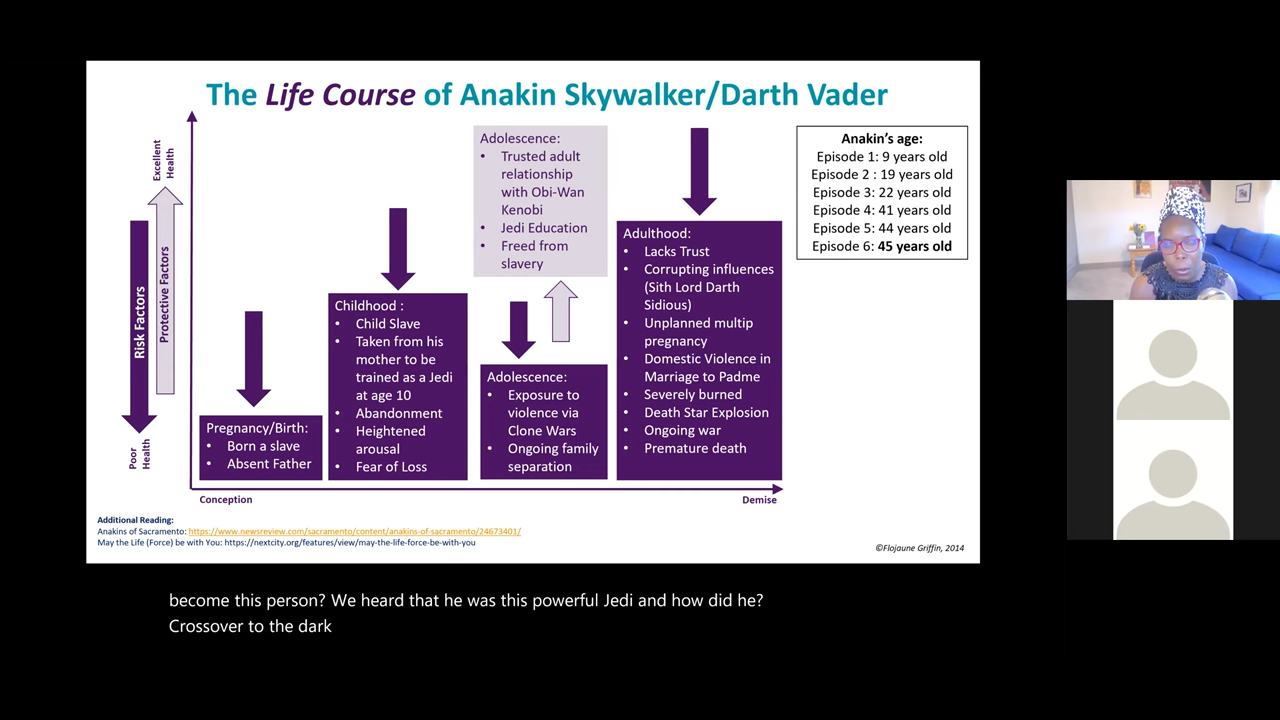 The Life Course of Anakin Skywalker/Darth Vader
Excellent
Health
Risk Factors
Protective Factors
Poor
Health
Pregnancy/Birth:
• Born a slave
• Absent Father
Childhood :
• Child Slave
• Taken from his
mother to be
trained as a Jedi
at age 10
• Abandonment
• Heightened
arousal
• Fear of Loss
Adolescence:
• Trusted adult
relationship
with Obi-Wan
Kenobi
• Jedi Education
• Freed from
slavery
Adolescence:
• Exposure to
violence via
Clone Wars
• Ongoing family
separation
Adulthood:
• Lacks Trust
• Corrupting influences
(Sith Lord Darth
Sidious)
• Unplanned multip
pregnancy
• Domestic Violence in
Marriage to Padme
• Severely burned
• Death Star Explosion
• Ongoing war
• Premature death
Anakin's age:
Episode 1: 9 years old
Episode 2 : 19 years old
Episode 3: 22 years old
Episode 4: 41 years old
Episode 5: 44 years old
Episode 6: 45 years old
Conception
Demise
Additional Reading:
Anakins of Sacramento: https://www.newsreview.com/sacramento/content/anakins-of-sacramento/24673401/
May the Life (Force) be with You: https://nextcity.org/features/view/may-the-life-force-be-with-you
©Flojaune Griffin, 2014
become this person? We heard that he was this powerful Jedi and how did he?
Crossover to the dark